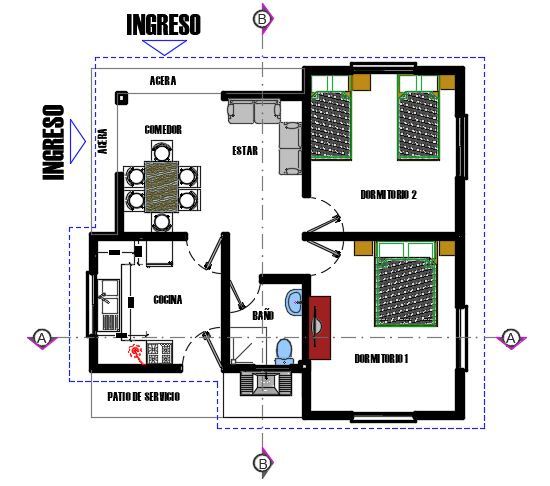 INGRESO
B
ACERA
INGRESO
ACERA
COMEDOR
ESTAR
DORMITORIO 2
COCINA
BAÑO
A
A
DORMITORIO 1
PATIO DE SERVICIO
B